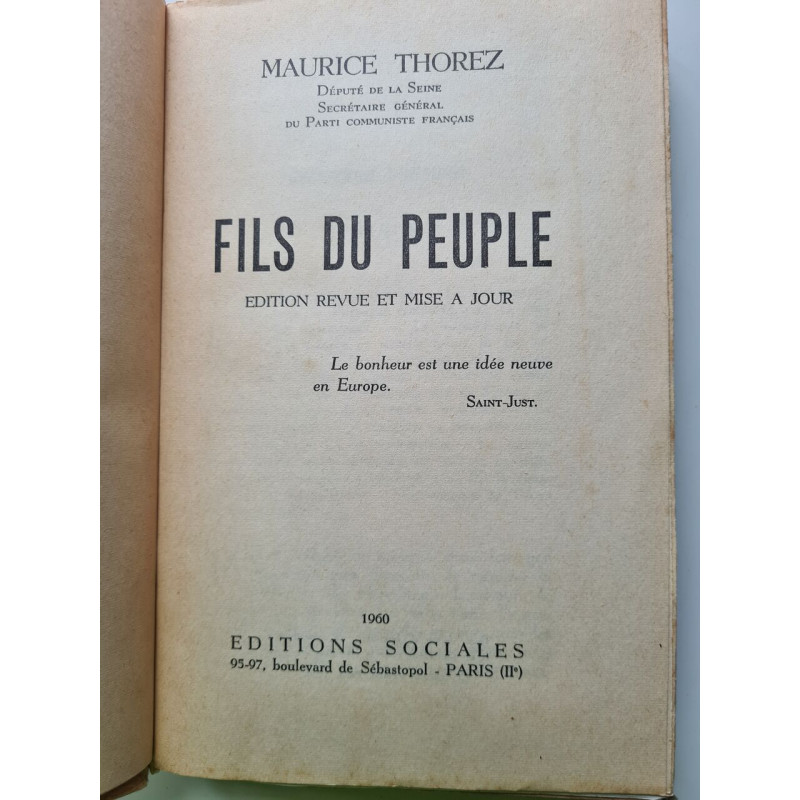 MAURICE THOREZ
DÉPUTÉ DE LA SEINE
SECRÉTAIRE GÉNÉRAL
DU PARTI COMMUNISTE FRANÇAIS
FILS DU PEUPLE
EDITION REVUE ET MISE A JOUR
Le bonheur est une idée neuve
en Europe.
SAINT-JUST.
1960
EDITIONS SOCIALES
95-97, boulevard de Sébastopol - PARIS (IIe)